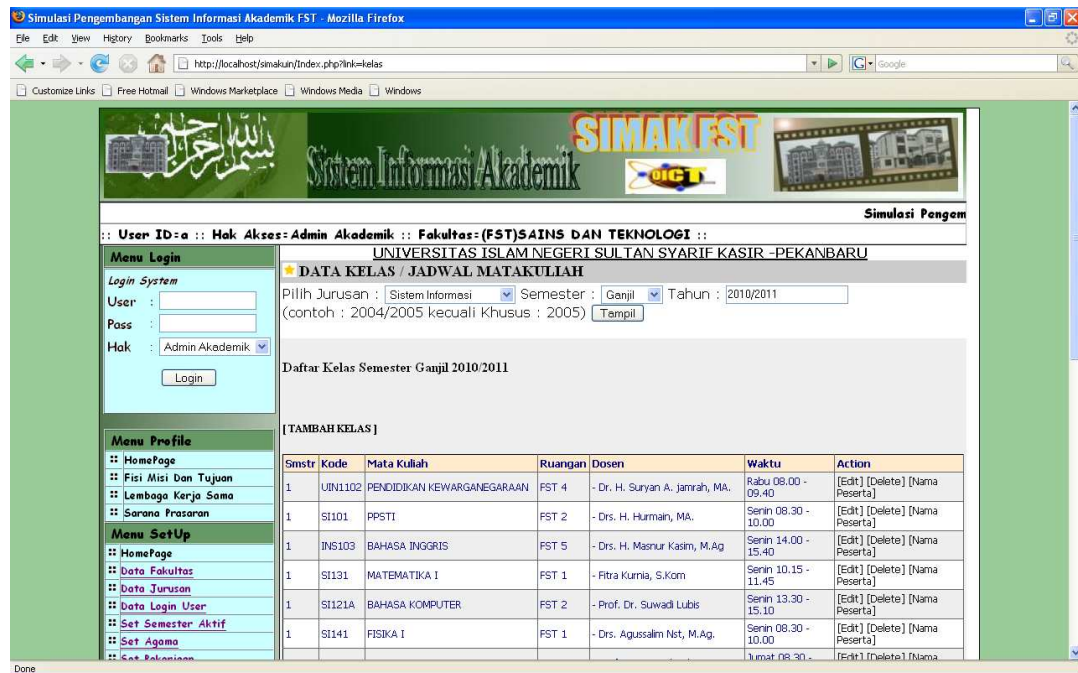 Simulasi Pengembangan Sistem Informasi Akademik FST - Mozilla Firefox
File Edit View History Bookmarks Tools Help
http://localhost/simakuin/Index.php?link=kelas
Google
Customize Links Free Hotmail Windows Marketplace Windows Media Windows
Sistem Informasi Akademik
SIMAK FST
OICT
Simulasi Pengem
:: User ID=a :: Hak Akses=Admin Akademik :: Fakultas=(FST)SAINS DAN TEKNOLOGI ::
Menu Login
Login System
User :
Pass :
Hak : Admin Akademik
Login
Menu Profile
:: HomePage
:: Fisi Misi Dan Tujuan
:: Lembaga Kerja Sama
:: Sarana Prasaran
Menu SetUp
:: HomePage
:: Data Fakultas
:: Data Jurusan
:: Data Login User
:: Set Semester Aktif
:: Set Agama
:: Set Pekerjaan
UNIVERSITAS ISLAM NEGERI SULTAN SYARIF KASIR -PEKANBARU
DATA KELAS / JADWAL MATAKULIAH
Pilih Jurusan : Sistem Informasi Semester : Ganjil Tahun : 2010/2011
(contoh : 2004/2005 kecuali Khusus : 2005) Tampil
Daftar Kelas Semester Ganjil 2010/2011
[ TAMBAH KELAS ]
Smstr Kode Mata Kuliah Ruangan Dosen Waktu Action
1 UIN1102 PENDIDIKAN KEWARGANEGARAAN FST 4 - Dr. H. Suryan A. jamrah, MA. Rabu 08.00 - 09.40 [Edit] [Delete] [Nama Peserta]
1 SI101 PPSTI FST 2 - Drs. H. Hurmain, MA. Senin 08.30 - 10.00 [Edit] [Delete] [Nama Peserta]
1 INS103 BAHASA INGGRIS FST 5 - Drs. H. Masnur Kasim, M.Ag Senin 14.00 - 15.40 [Edit] [Delete] [Nama Peserta]
1 SI131 MATEMATIKA I FST 1 - Fitra Kurnia, S.Kom Senin 10.15 - 11.45 [Edit] [Delete] [Nama Peserta]
1 SI121A BAHASA KOMPUTER FST 2 - Prof. Dr. Suwadi Lubis Senin 13.30 - 15.10 [Edit] [Delete] [Nama Peserta]
1 SI141 FISIKA I FST 1 - Drs. Agussalim Nst, M.Ag. Senin 08.30 - 10.00 [Edit] [Delete] [Nama Peserta]
Jumat 08.30 - [Edit] [Delete] [Nama
Done